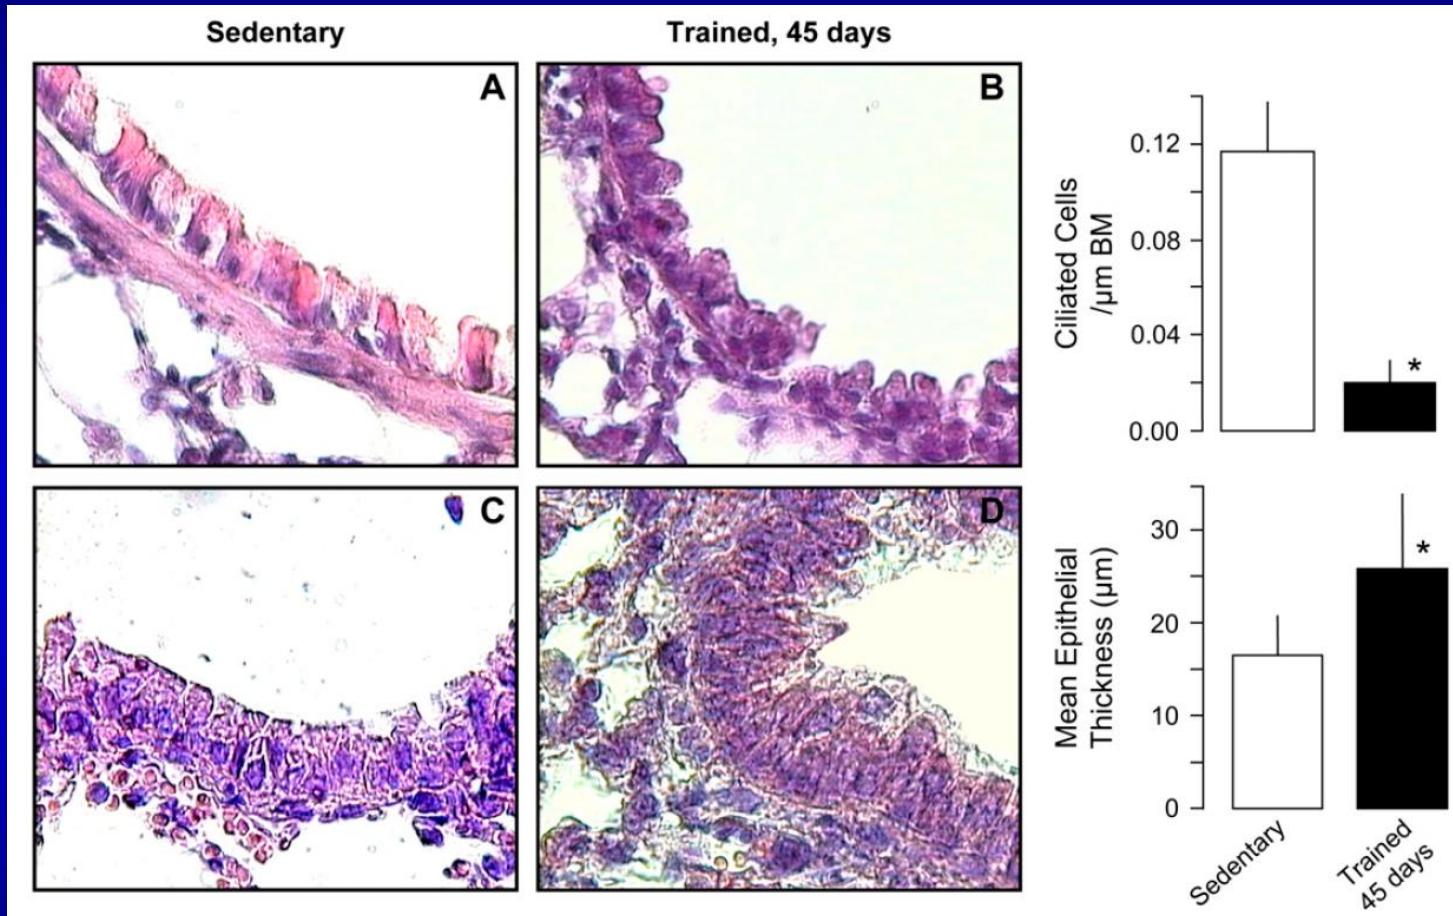 Sedentary
Trained, 45 days
A
B
C
D
Ciliated Cells
/µm BM
0.12
0.08
0.04
0.00
*
Mean Epithelial
Thickness (µm)
30
20
10
0
*
Sedentary
Trained
45 days